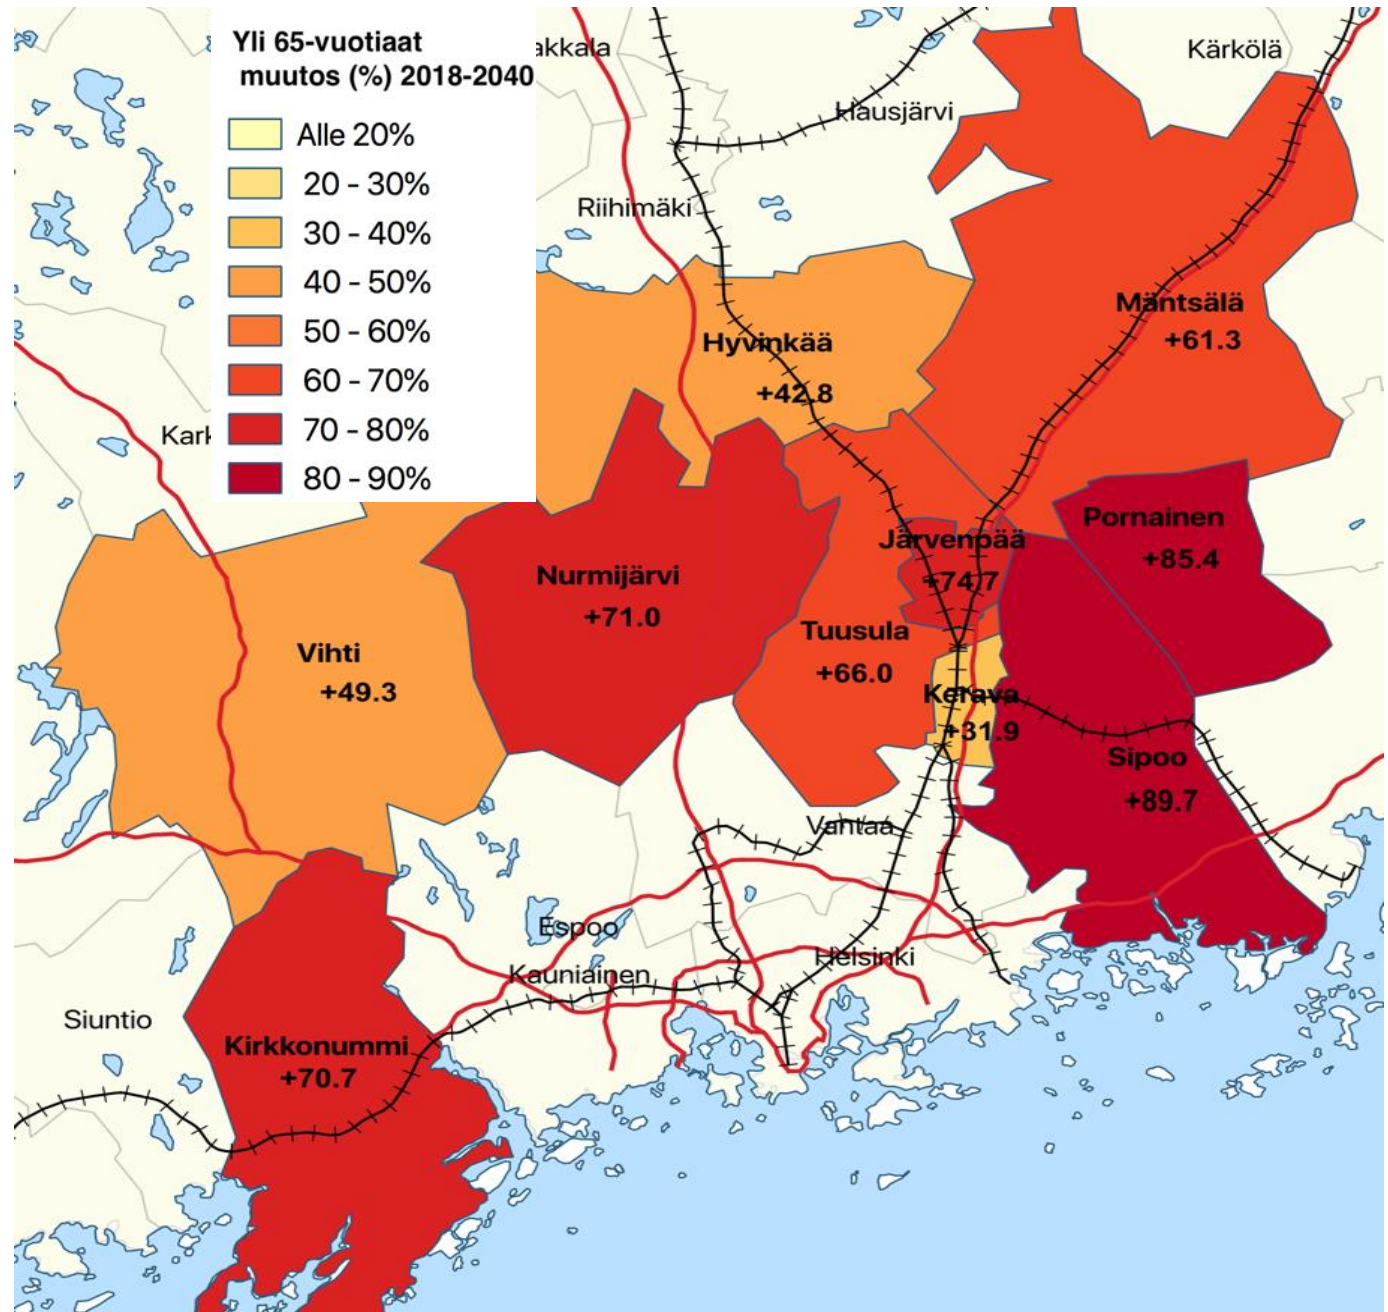 Yli 65-vuotiaat
muutos (%) 2018-2040
Alle 20%
20 - 30%
30 - 40%
40 - 50%
50 - 60%
60 - 70%
70 - 80%
80 - 90%
akkala
Kärkölä
Hausjärvi
Riihimäki
Mäntsälä
+61.3
Hyvinkää
+42.8
Kark
Pornainen
+85.4
Järvenpää
+74.7
Nurmijärvi
+71.0
Tuusula
+66.0
Vihti
+49.3
Kerava
+31.9
Sipoo
+89.7
Vantaa
Espoo
Helsinki
Kauniainen
Siuntio
Kirkkonummi
+70.7